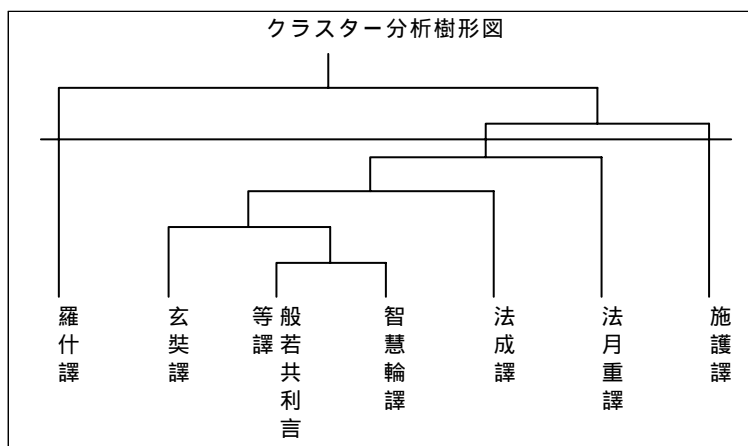 クラスター分析樹形図
羅什譯
玄奘譯
般若共利言
等譯
智慧輪譯
法成譯
法月重譯
施護譯